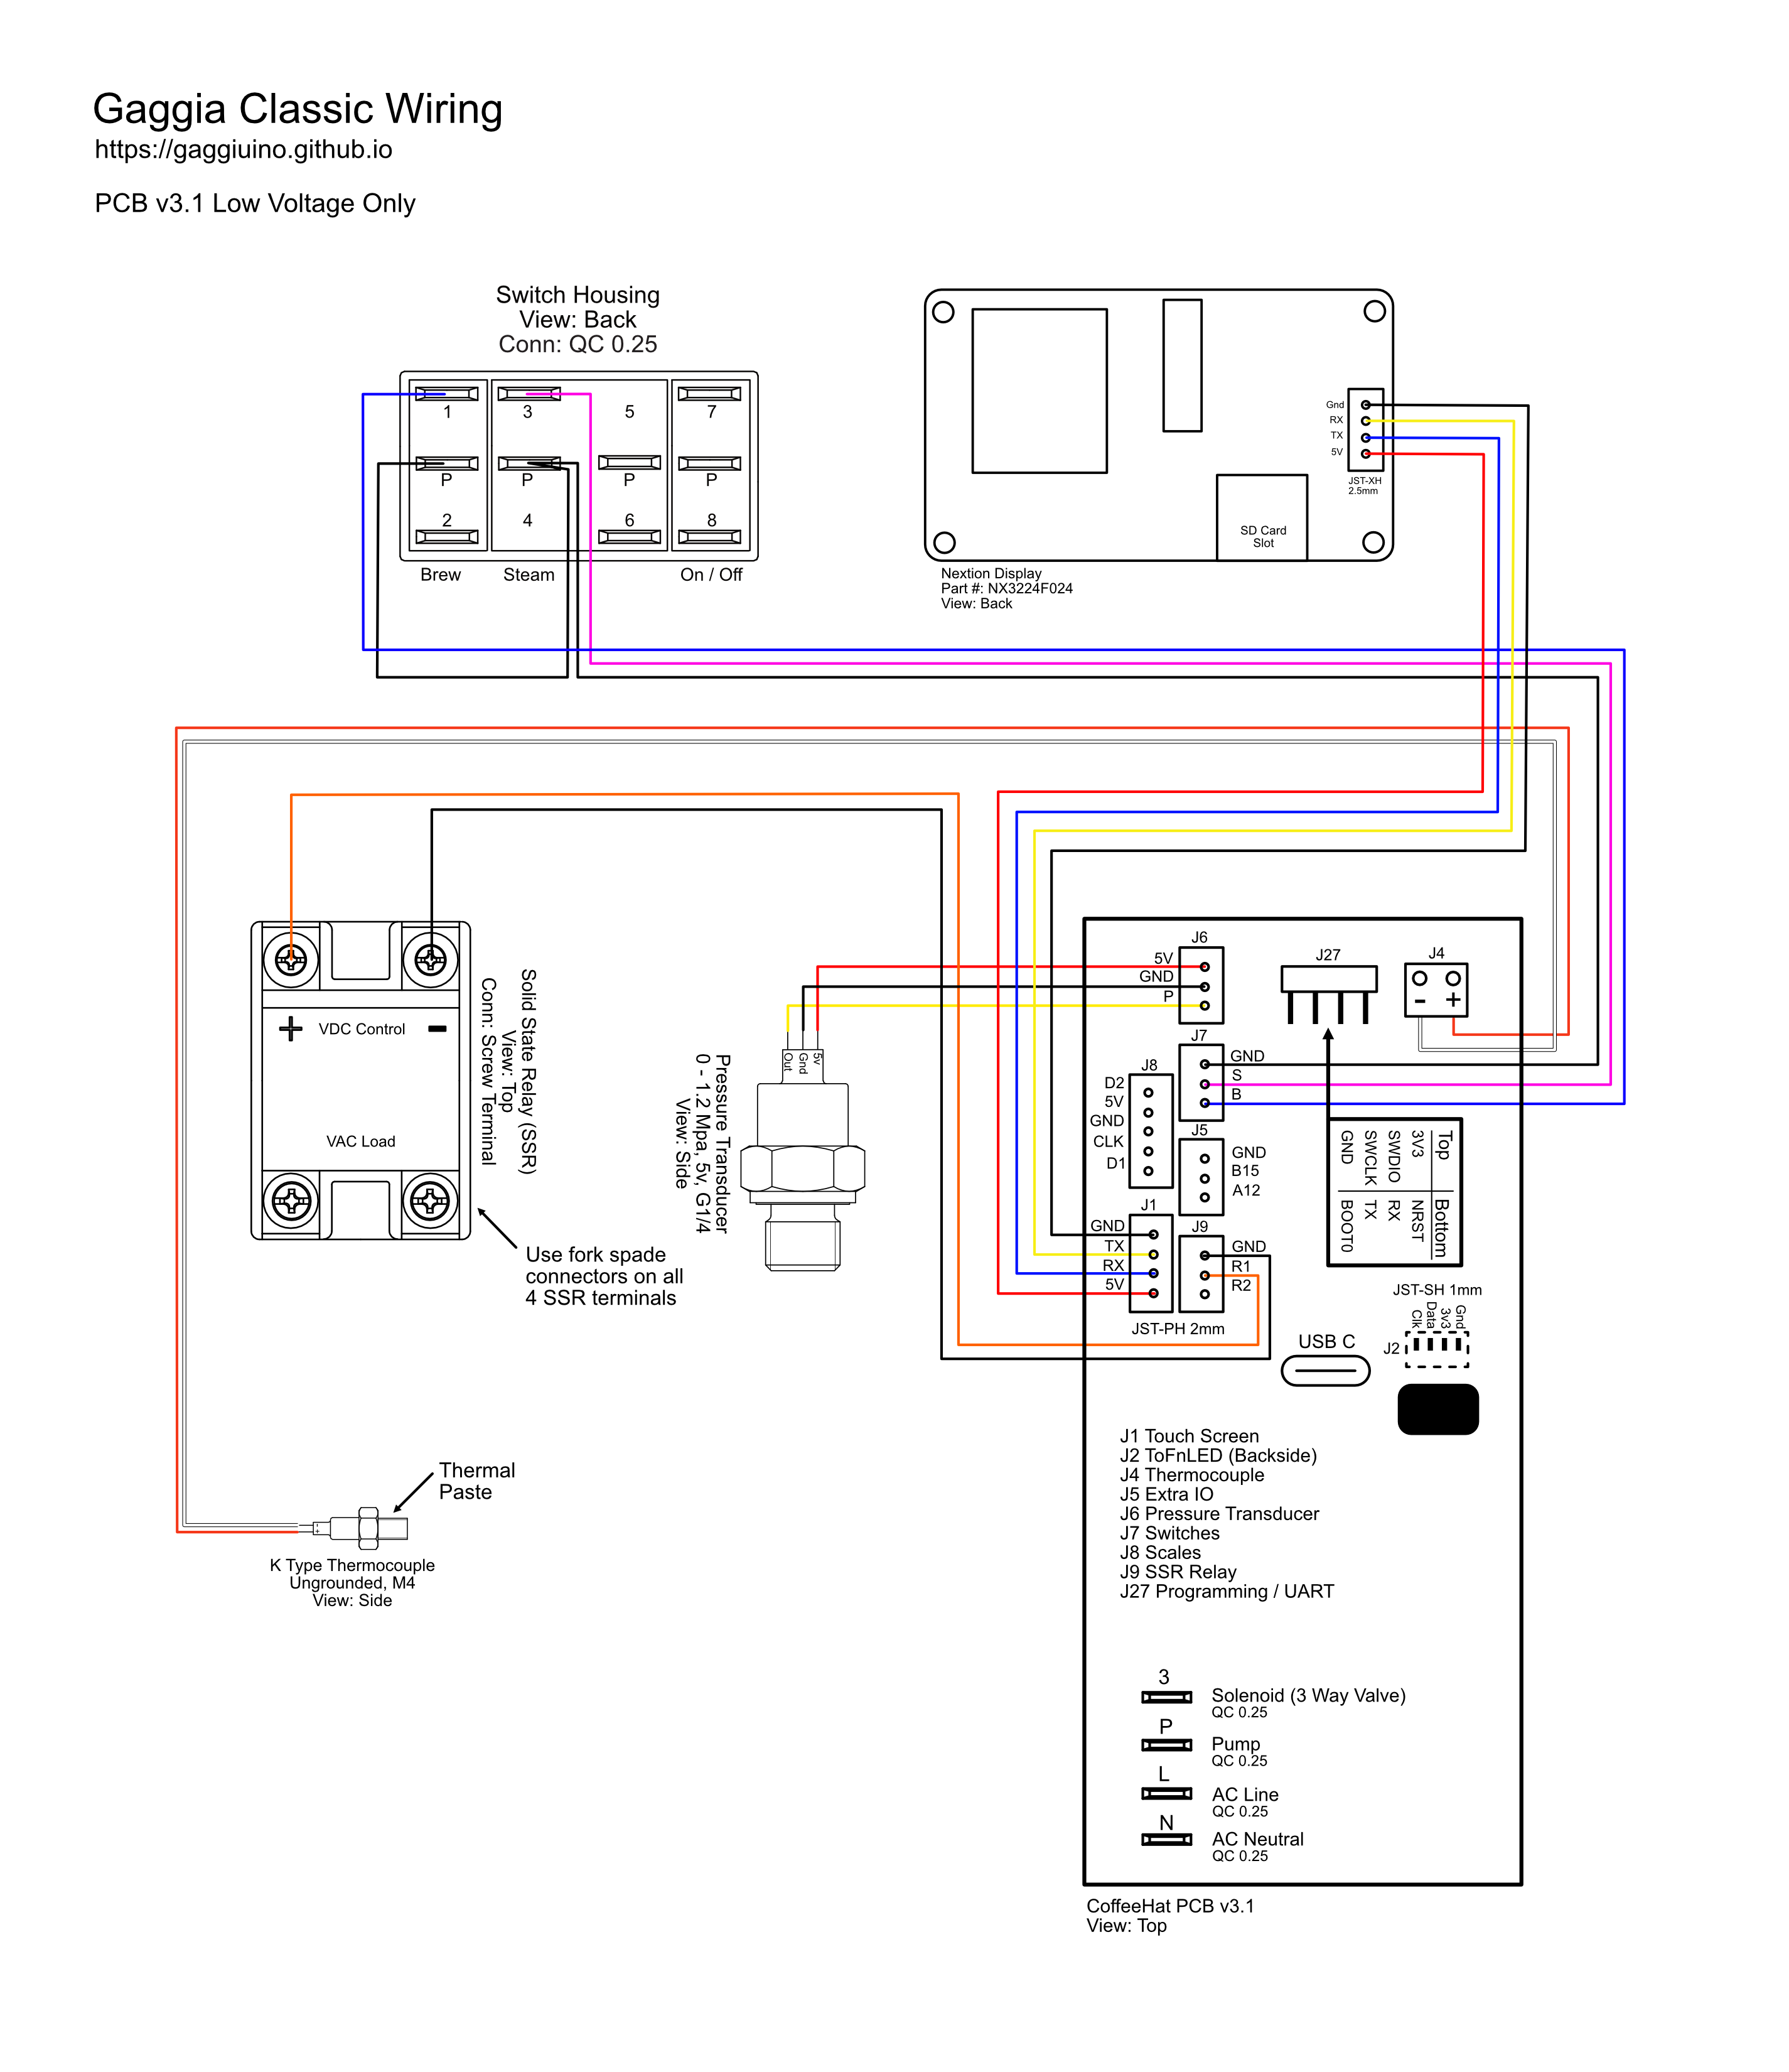 Gaggia Classic Wiring
https://gaggiuino.github.io
PCB v3.1 Low Voltage Only
Switch Housing
View: Back
Conn: QC 0.25
1
3
5
7
P
P
P
P
2
4
6
8
Brew
Steam
On / Off
Gnd
RX
TX
5V
JST-XH
2.5mm
SD Card
Slot
Nextion Display
Part #: NX3224F024
View: Back
VDC Control
VAC Load
Solid State Relay (SSR)
View: Top
Conn: Screw Terminal
Use fork spade
connectors on all
4 SSR terminals
Out
Gnd
5v
Pressure Transducer
0 - 1.2 Mpa, 5v, G1/4
View: Side
Thermal
Paste
- +
K Type Thermocouple
Ungrounded, M4
View: Side
J6
5V
GND
P
J27
J4
- +
J7
GND
S
B
J8
D2
5V
GND
CLK
D1
J5
GND
B15
A12
J1
GND
TX
RX
5V
J9
GND
R1
R2
JST-PH 2mm
Top Bottom
3V3 NRST
SWDIO RX
SWCLK TX
GND BOOT0
JST-SH 1mm
Clk
Data
3v3
Gnd
J2
USB C
J1 Touch Screen
J2 ToFnLED (Backside)
J4 Thermocouple
J5 Extra IO
J6 Pressure Transducer
J7 Switches
J8 Scales
J9 SSR Relay
J27 Programming / UART
3
Solenoid (3 Way Valve)
QC 0.25
P
Pump
QC 0.25
L
AC Line
QC 0.25
N
AC Neutral
QC 0.25
CoffeeHat PCB v3.1
View: Top